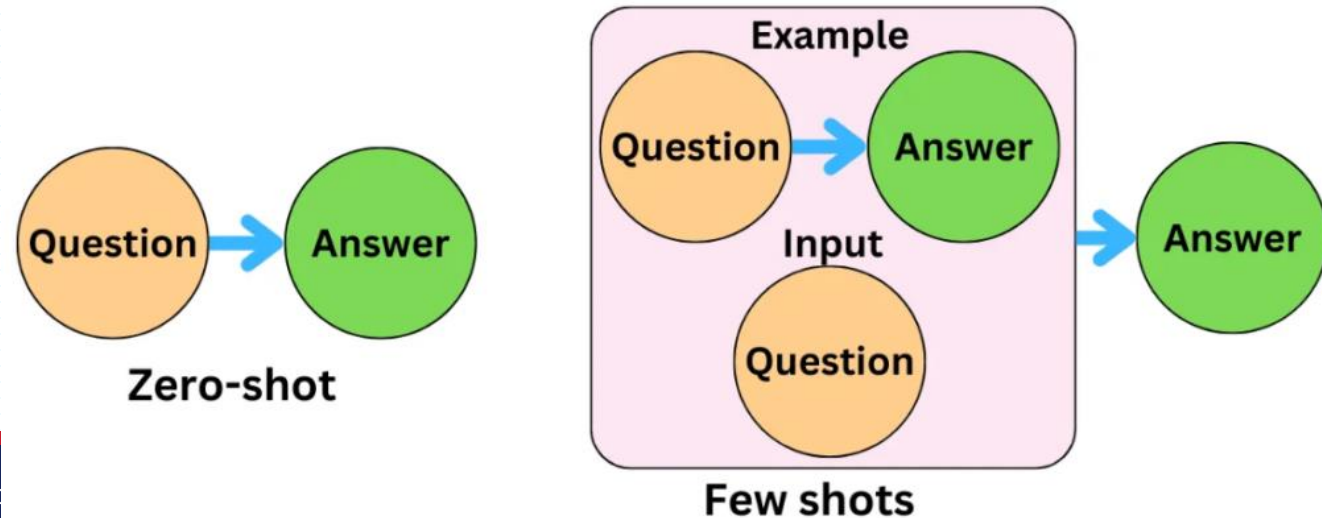 Question
Answer
Zero-shot
Example
Question
Answer
Input
Question
Few shots
Answer